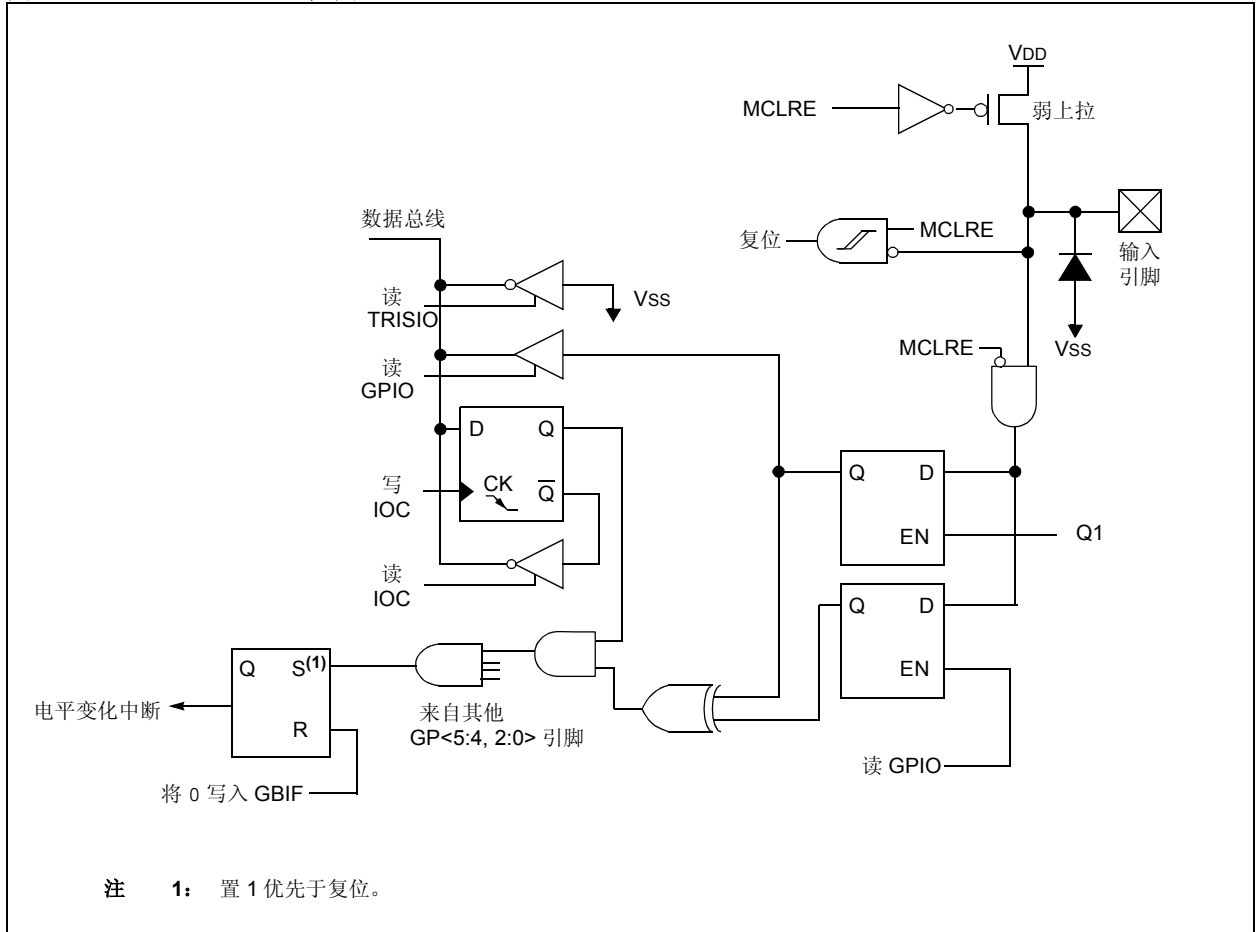 VDD
MCLRE
弱上拉
数据总线
复位
MCLRE
输入
引脚
读
TRISIO
VSS
MCLRE
VSS
读
GPIO
D Q
写
IOC
CK
Q
Q D
EN
Q1
读
IOC
Q D
EN
Q S(1)
R
电平变化中断
来自其他
GP<5:4, 2:0> 引脚
读 GPIO
将 0 写入 GBIF
注 1： 置 1 优先于复位。